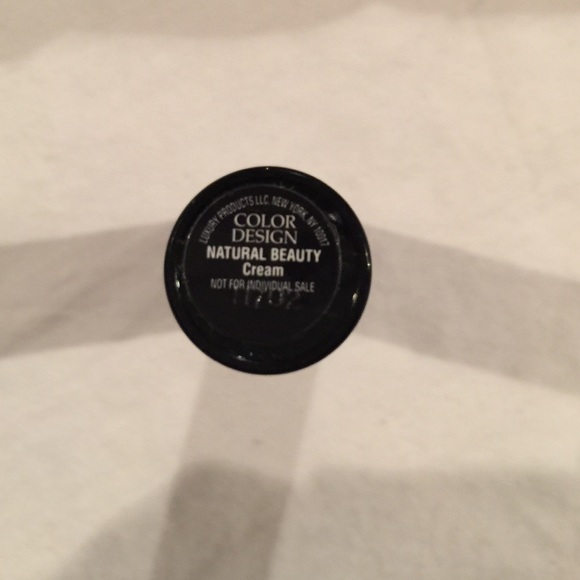 LUXURY PRODUCTS LLC. NEW YORK, NY 10017
COLOR
DESIGN
NATURAL BEAUTY
Cream
NOT FOR INDIVIDUAL SALE